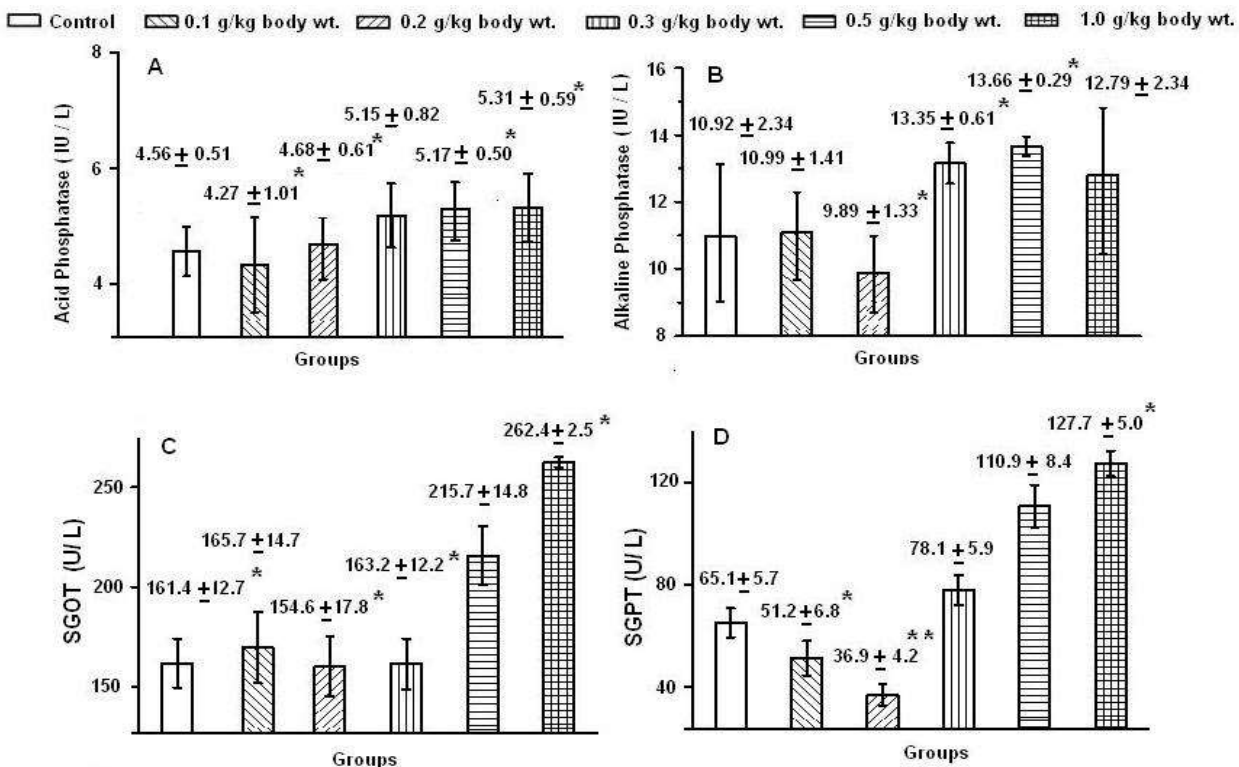 Control 0.1 g/kg body wt. 0.2 g/kg body wt. 0.3 g/kg body wt. 0.5 g/kg body wt. 1.0 g/kg body wt.
A
Acid Phosphatase ( IU / L )
8
6
4
4.56 ± 0.51
4.27 ± 1.01 *
4.68 ± 0.61 *
5.15 ± 0.82
5.17 ± 0.50 *
5.31 ± 0.59 *
Groups
B
Alkaline Phosphatase ( IU / L )
16
14
12
11
10
8
10.92 ± 2.34
10.99 ± 1.41
9.89 ± 1.33 *
13.35 ± 0.61 *
13.66 ± 0.29 *
12.79 ± 2.34
Groups
C
SGOT (U/ L)
250
200
150
161.4 ± 12.7
165.7 ± 14.7
*
154.6 ± 17.8 *
163.2 ± 12.2 *
215.7 ± 14.8
262.4 ± 2.5 *
Groups
D
SGPT (U/ L)
120
80
40
65.1 ± 5.7
51.2 ± 6.8 *
36.9 ± 4.2 * *
78.1 ± 5.9
110.9 ± 8.4
127.7 ± 5.0 *
Groups